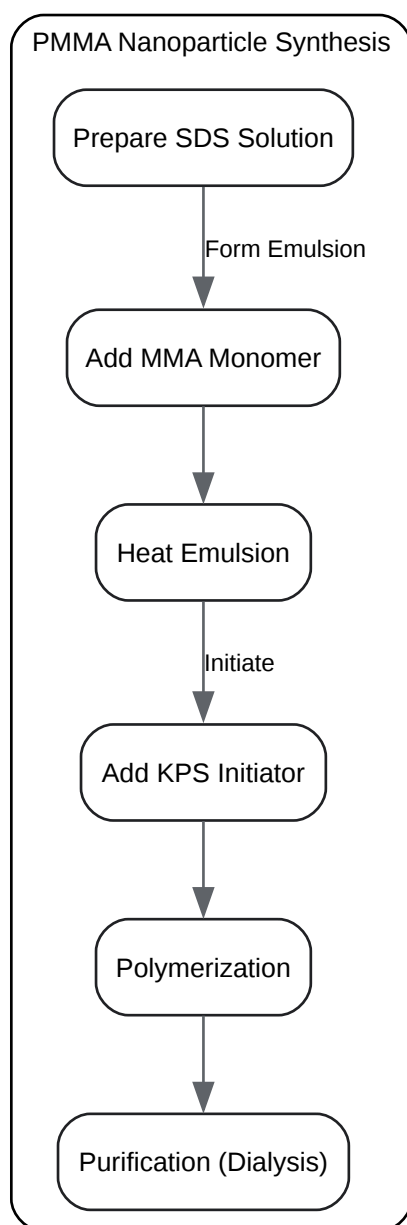 PMMA Nanoparticle Synthesis
Prepare SDS Solution
Form Emulsion
Add MMA Monomer
Heat Emulsion
Initiate
Add KPS Initiator
Polymerization
Purification (Dialysis)